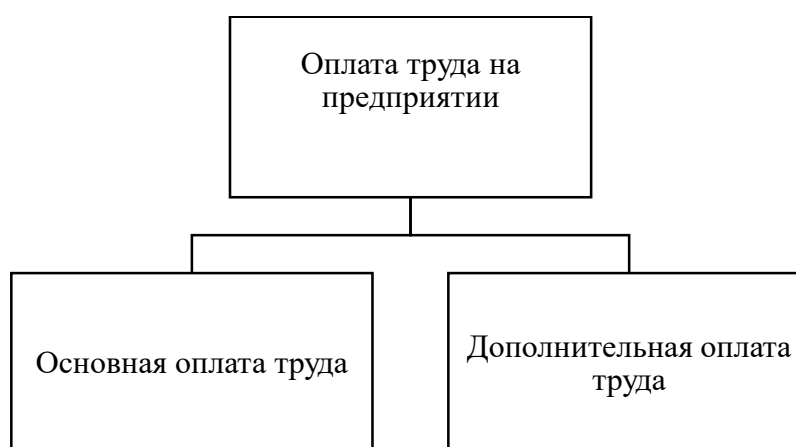 Оплата труда на
предприятии
Основная оплата труда
Дополнительная оплата
труда